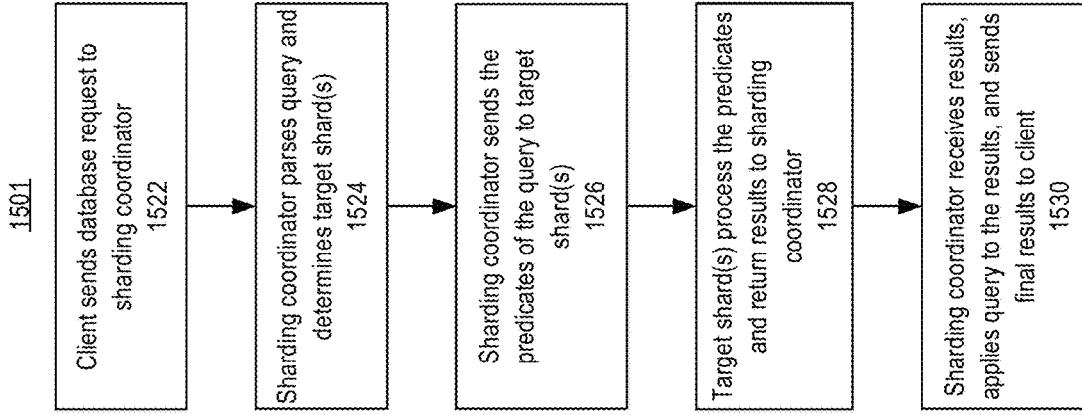 1501
Client sends database request to
sharding coordinator
1522
Sharding coordinator parses query and
determines target shard(s)
1524
Sharding coordinator sends the
predicates of the query to target
shard(s)
1526
Target shard(s) process the predicates
and return results to sharding
coordinator
1528
Sharding coordinator receives results,
applies query to the results, and sends
final results to client
1530